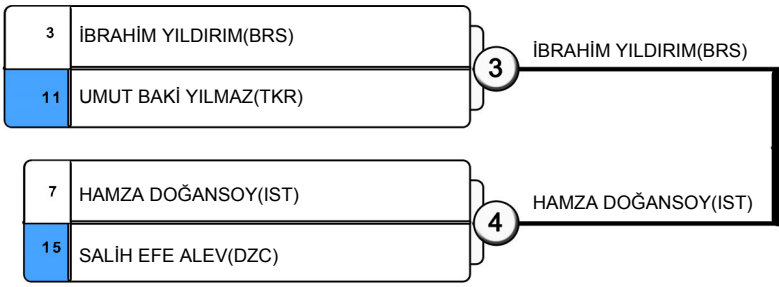 3 İBRAHİM YILDIRIM(BRS)
3 İBRAHİM YILDIRIM(BRS)
11 UMUT BAKİ YILMAZ(TKR)
7 HAMZA DOĞANSOY(IST)
4 HAMZA DOĞANSOY(IST)
15 SALİH EFE ALEV(DZC)